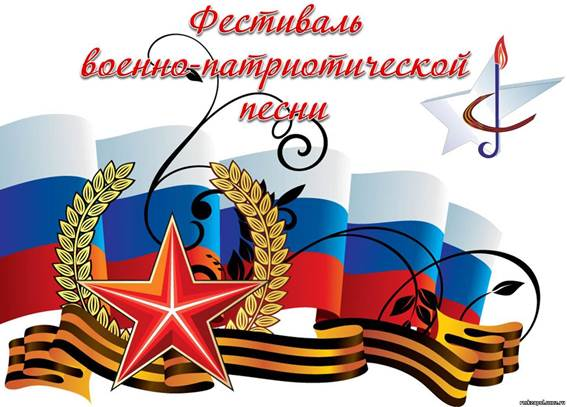 Фестиваль
военно-патриотической
песни